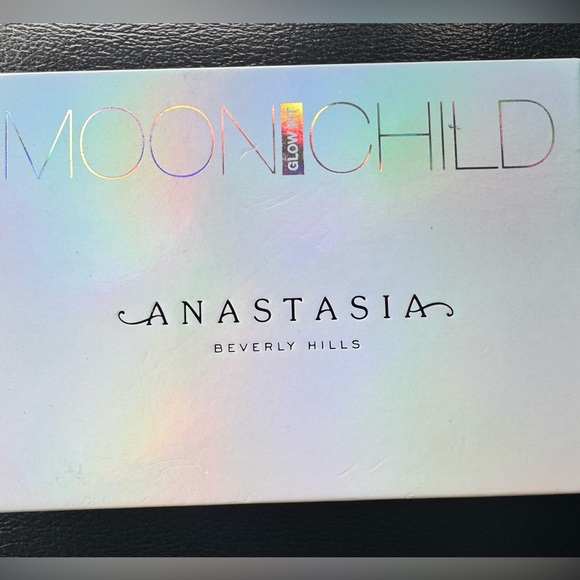 MOON GLOW KIT CHILD
ANASTASIA
BEVERLY HILLS